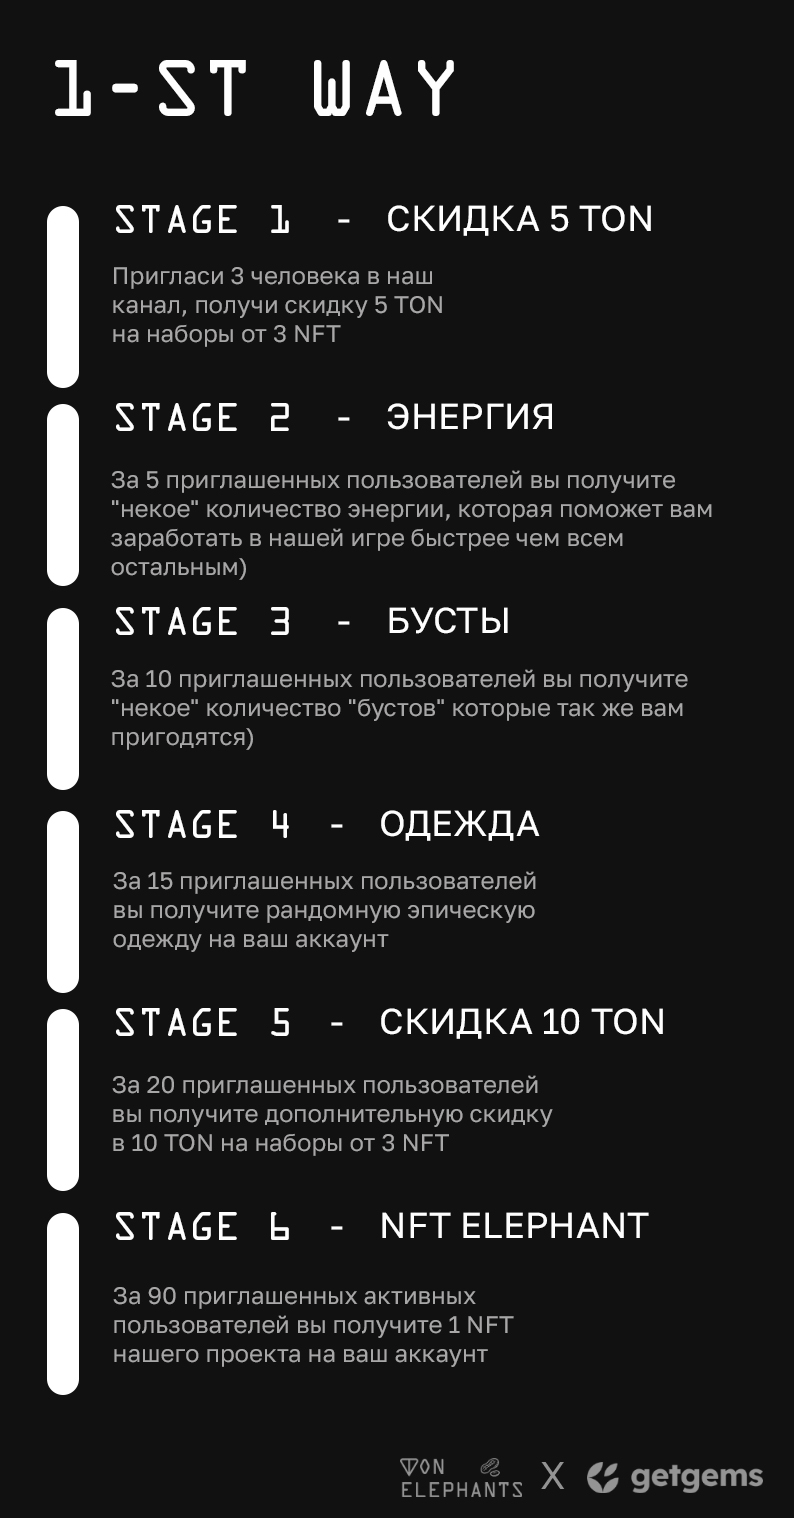 1-ST WAY
STAGE 1 - СКИДКА 5 TON
Пригласи 3 человека в наш
канал, получи скидку 5 TON
на наборы от 3 NFT
STAGE 2 - ЭНЕРГИЯ
За 5 приглашенных пользователей вы получите
"некое" количество энергии, которая поможет вам
заработать в нашей игре быстрее чем всем
остальным)
STAGE 3 - БУСТЫ
За 10 приглашенных пользователей вы получите
"некое" количество "бустов" которые так же вам
пригодятся)
STAGE 4 - ОДЕЖДА
За 15 приглашенных пользователей
вы получите рандомную эпическую
одежду на ваш аккаунт
STAGE 5 - СКИДКА 10 TON
За 20 приглашенных пользователей
вы получите дополнительную скидку
в 10 TON на наборы от 3 NFT
STAGE 6 - NFT ELEPHANT
За 90 приглашенных активных
пользователей вы получите 1 NFT
нашего проекта на ваш аккаунт
TON
ELEPHANTS X getgems